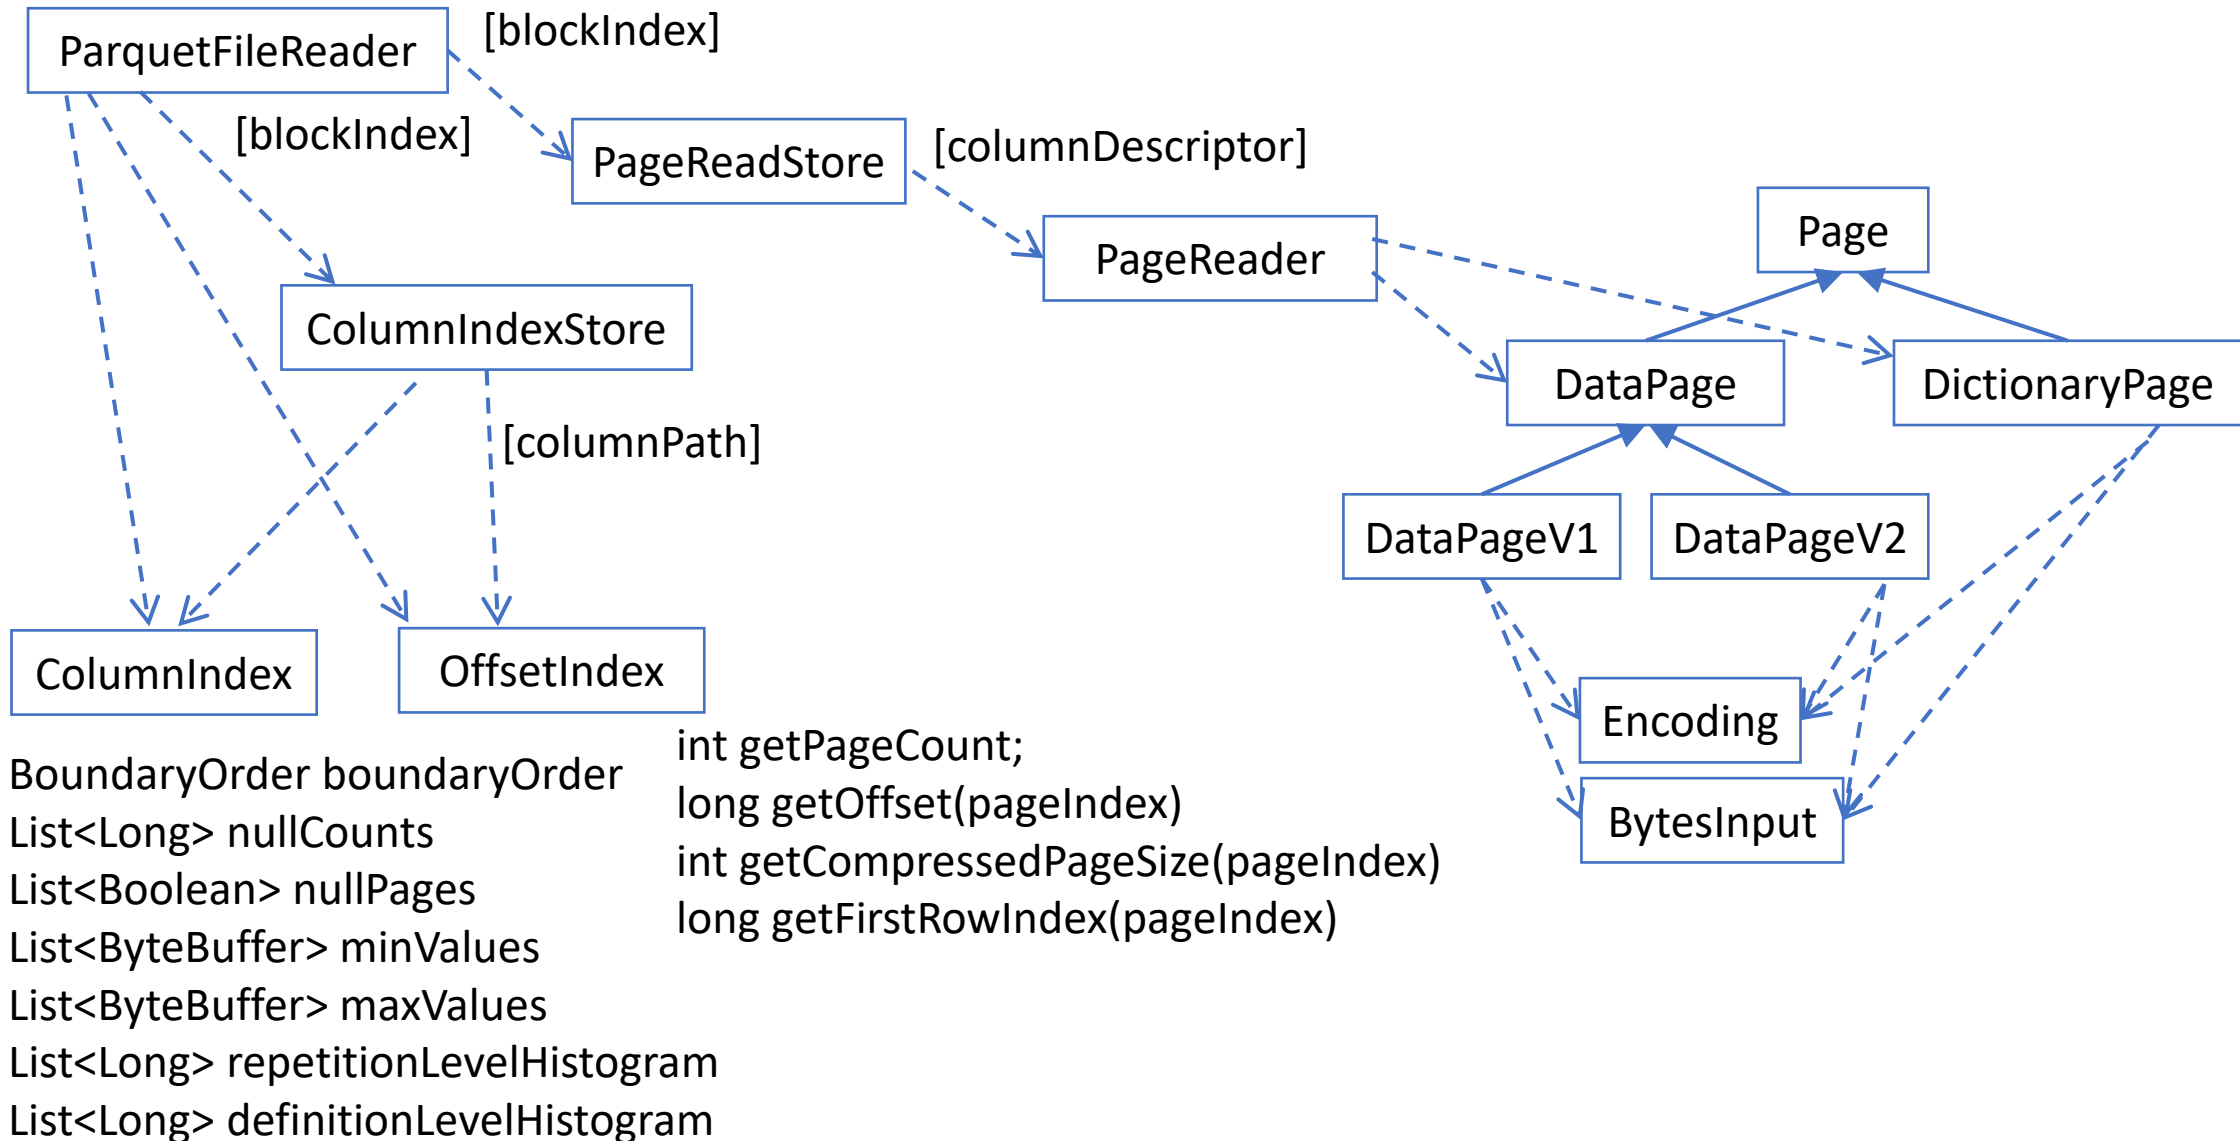 ParquetFileReader
[blockIndex]
[blockIndex]
PageReadStore
[columnDescriptor]
PageReader
Page
ColumnIndexStore
DataPage
DictionaryPage
[columnPath]
DataPageV1
DataPageV2
ColumnIndex
OffsetIndex
Encoding
BytesInput
BoundaryOrder boundaryOrder
List<Long> nullCounts
List<Boolean> nullPages
List<ByteBuffer> minValues
List<ByteBuffer> maxValues
List<Long> repetitionLevelHistogram
List<Long> definitionLevelHistogram
int getPageCount;
long getOffset(pageIndex)
int getCompressedPageSize(pageIndex)
long getFirstRowIndex(pageIndex)